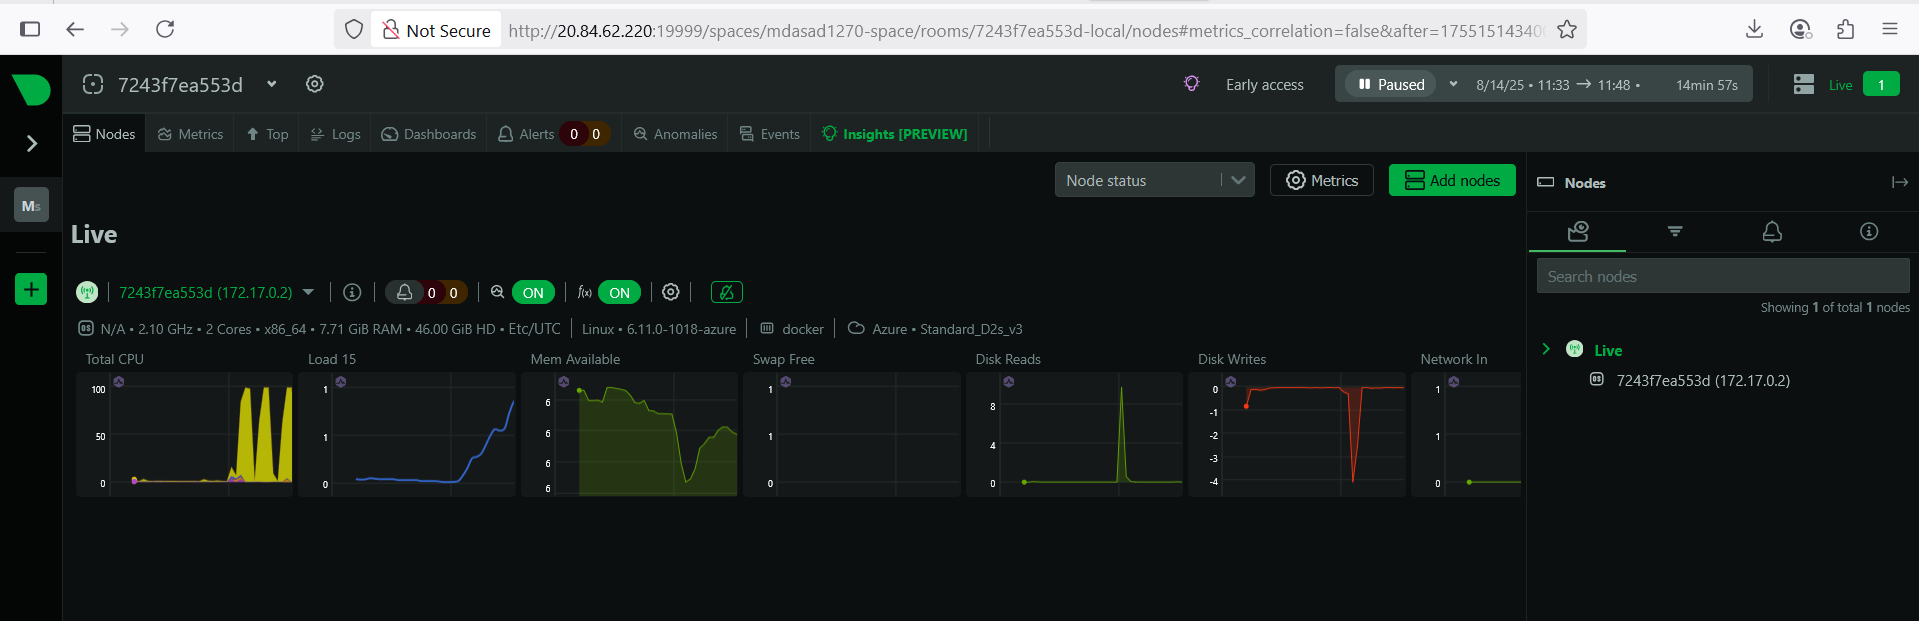 Not Secure http://20.84.62.220:19999/spaces/mdasad1270-space/rooms/7243f7ea553d-local/nodes#metrics_correlation=false&after=175515143400
7243f7ea553d Early access Paused 8/14/25 • 11:33 → 11:48 • 14min 57s Live 1
Nodes Metrics Top Logs Dashboards Alerts 0 0 Anomalies Events Insights [PREVIEW]
Node status Metrics Add nodes
Live
7243f7ea553d (172.17.0.2) 0 0 ON f(x) ON
N/A • 2.10 GHz • 2 Cores • x86_64 • 7.71 GiB RAM • 46.00 GiB HD • Etc/UTC Linux • 6.11.0-1018-azure docker Azure • Standard_D2s_v3
Total CPU
100
50
0
Load 15
1
1
0
Mem Available
6
6
6
6
Swap Free
1
1
0
Disk Reads
8
4
0
Disk Writes
0
-1
-2
-3
-4
Network In
1
1
0
Ms
Nodes
Search nodes
Showing 1 of total 1 nodes
Live
7243f7ea553d (172.17.0.2)